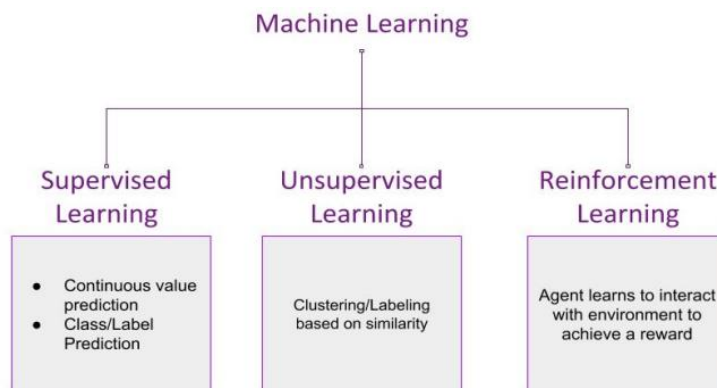 Machine Learning
Supervised
Learning
Unsupervised
Learning
Reinforcement
Learning
● Continuous value
prediction
● Class/Label
Prediction
Clustering/Labeling
based on similarity
Agent learns to interact
with environment to
achieve a reward